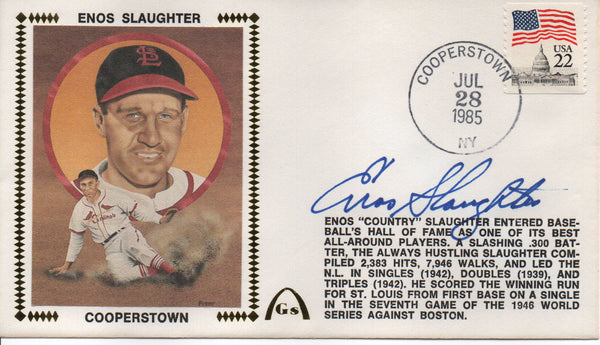 ENOS SLAUGHTER
COOPERSTOWN
JUL
28
1985
NY
USA
22
Enos Slaughter
ENOS "COUNTRY" SLAUGHTER ENTERED BASE-
BALL'S HALL OF FAME AS ONE OF ITS BEST
ALL-AROUND PLAYERS. A SLASHING .300 BAT-
TER, THE ALWAYS HUSTLING SLAUGHTER COM-
PILED 2,383 HITS, 7,946 WALKS, AND LED THE
N.L. IN SINGLES (1942), DOUBLES (1939), AND
TRIPLES (1942). HE SCORED THE WINNING RUN
FOR ST. LOUIS FROM FIRST BASE ON A SINGLE
IN THE SEVENTH GAME OF THE 1946 WORLD
SERIES AGAINST BOSTON.
StL
Cardinals
Gs
COOPERSTOWN